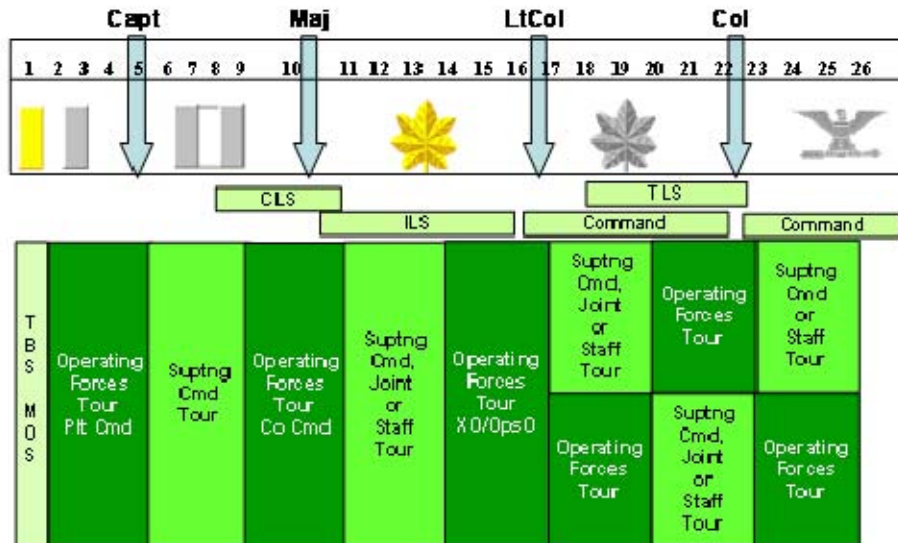 Capt Maj LtCol Col
1 2 3 4 5 6 7 8 9 10 11 12 13 14 15 16 17 18 19 20 21 22 23 24 25 26
CLS
TLS
ILS
Command
Command
T
B
S
M
O
S
Operating
Forces
Tour
Plt Cmd
Suptng
Cmd
Tour
Operating
Forces
Tour
Co Cmd
Suptng
Cmd,
Joint
or
Staff
Tour
Operating
Forces
Tour
XO/OpsO
Suptng
Cmd,
Joint
or
Staff
Tour
Operating
Forces
Tour
Suptng
Cmd
or
Staff
Tour
Operating
Forces
Tour
Suptng
Cmd,
Joint
or
Staff
Tour
Operating
Forces
Tour